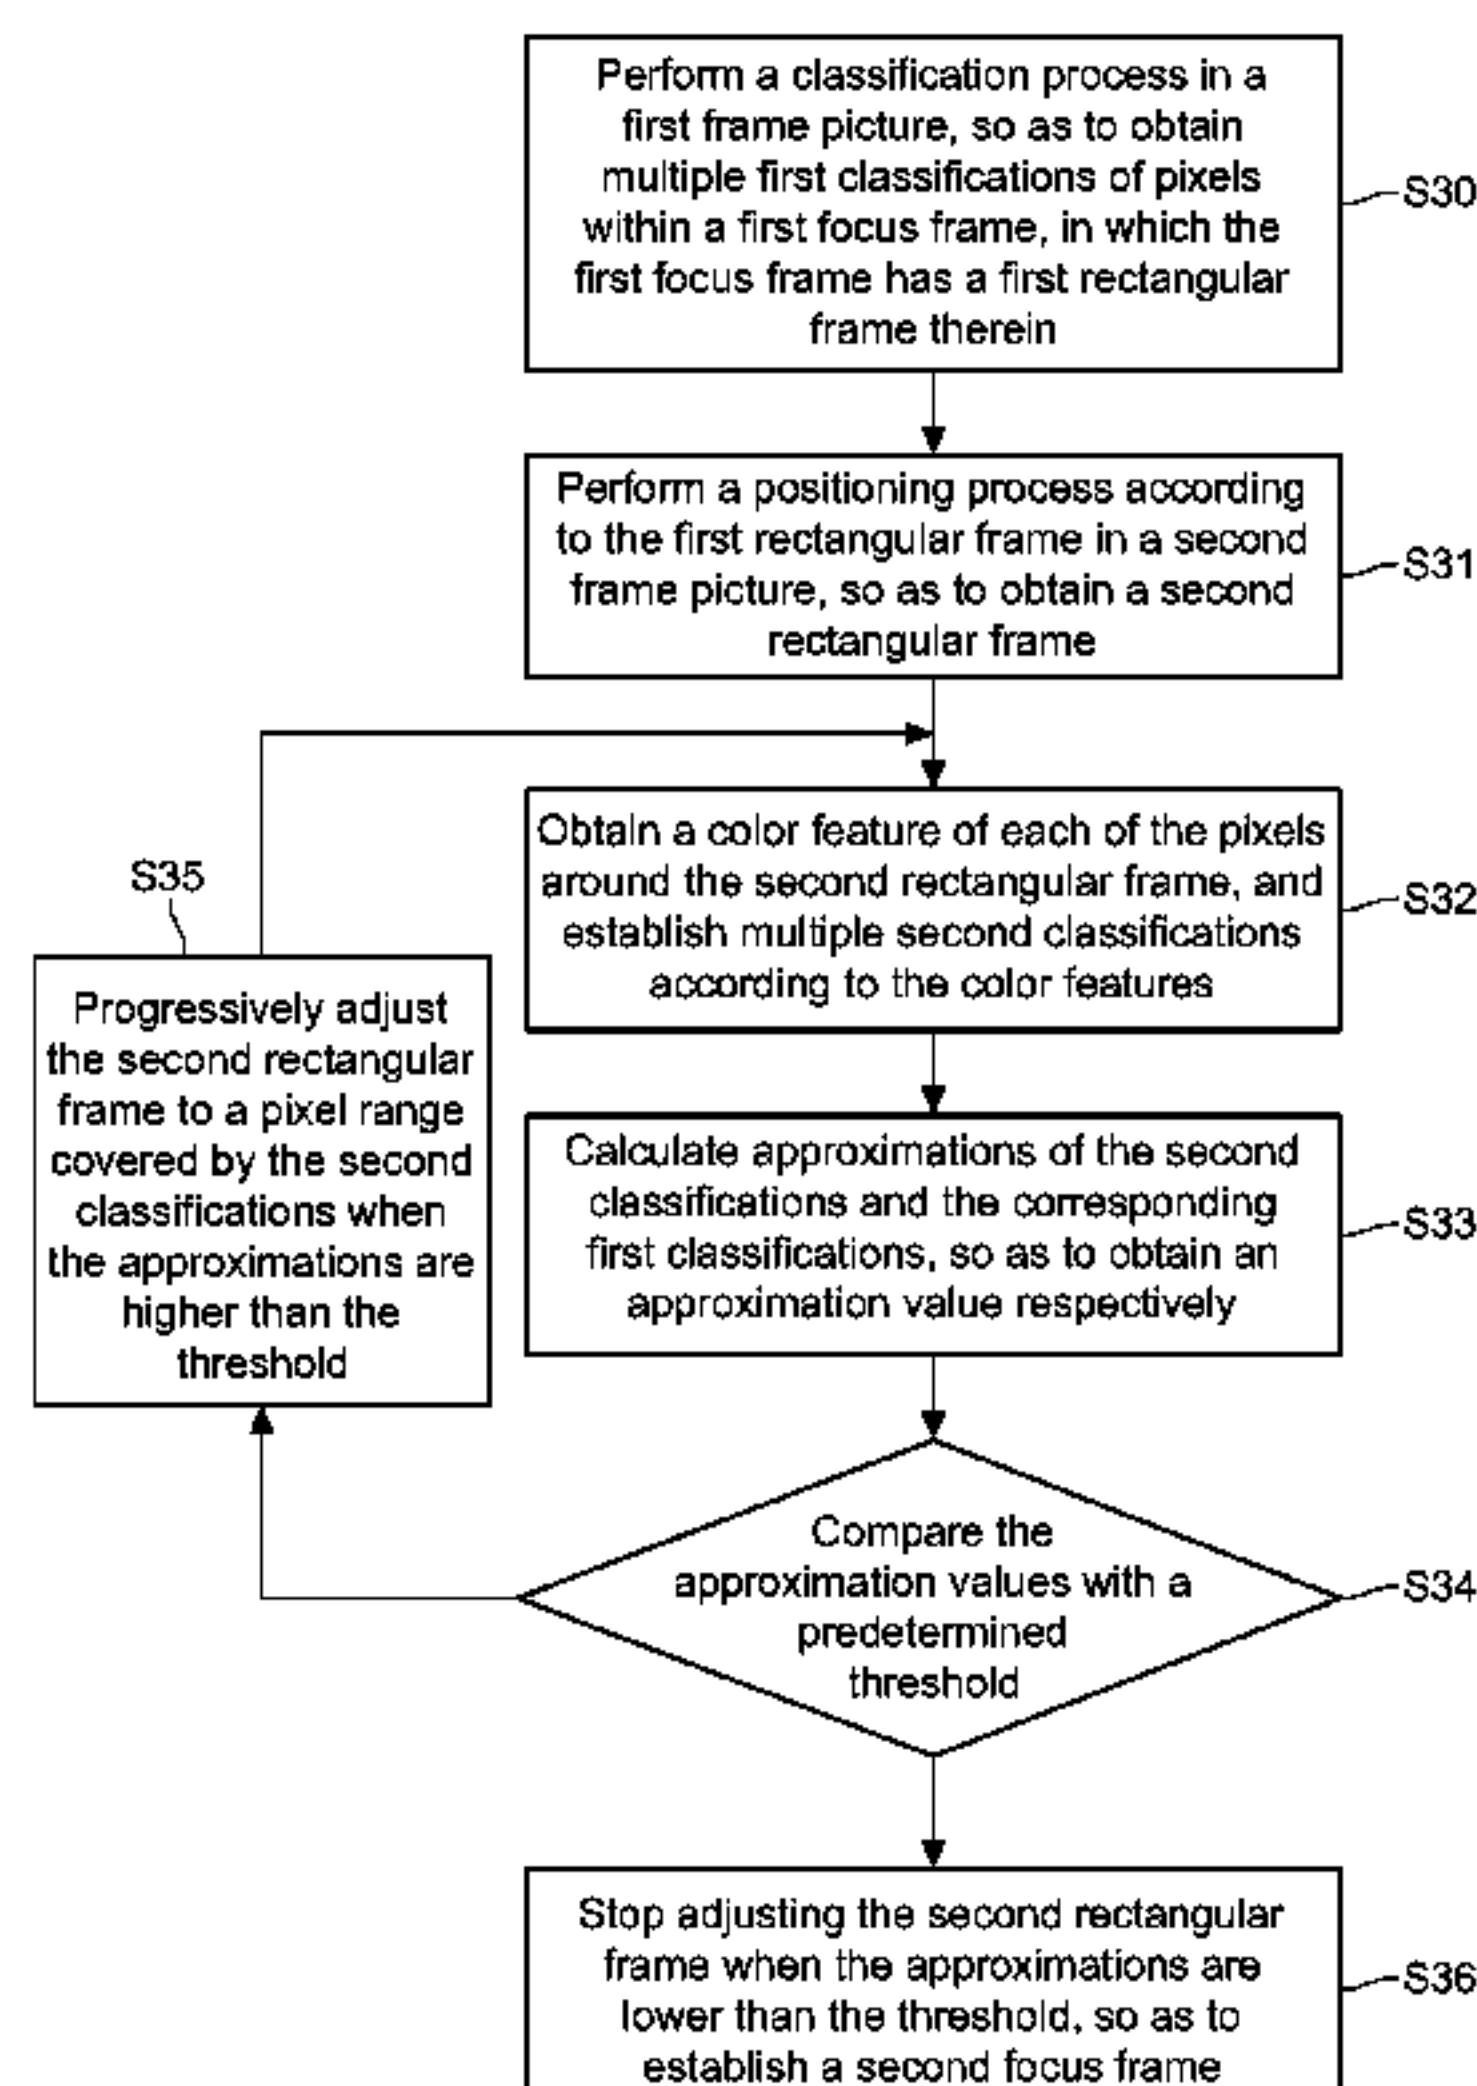 Perform a classification process in a
first frame picture, so as to obtain
multiple first classifications of pixels
within a first focus frame, in which the
first focus frame has a first rectangular
frame therein
S30
Perform a positioning process according
to the first rectangular frame in a second
frame picture, so as to obtain a second
rectangular frame
S31
Obtain a color feature of each of the pixels
around the second rectangular frame, and
establish multiple second classifications
according to the color features
S32
S35
Progressively adjust
the second rectangular
frame to a pixel range
covered by the second
classifications when
the approximations are
higher than the
threshold
Calculate approximations of the second
classifications and the corresponding
first classifications, so as to obtain an
approximation value respectively
S33
Compare the
approximation values with a
predetermined
threshold
S34
Stop adjusting the second rectangular
frame when the approximations are
lower than the threshold, so as to
establish a second focus frame
S36